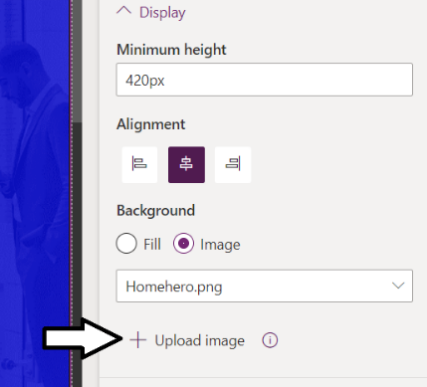 Display
Minimum height
420px
Alignment
Background
Fill Image
Homehero.png
Upload image